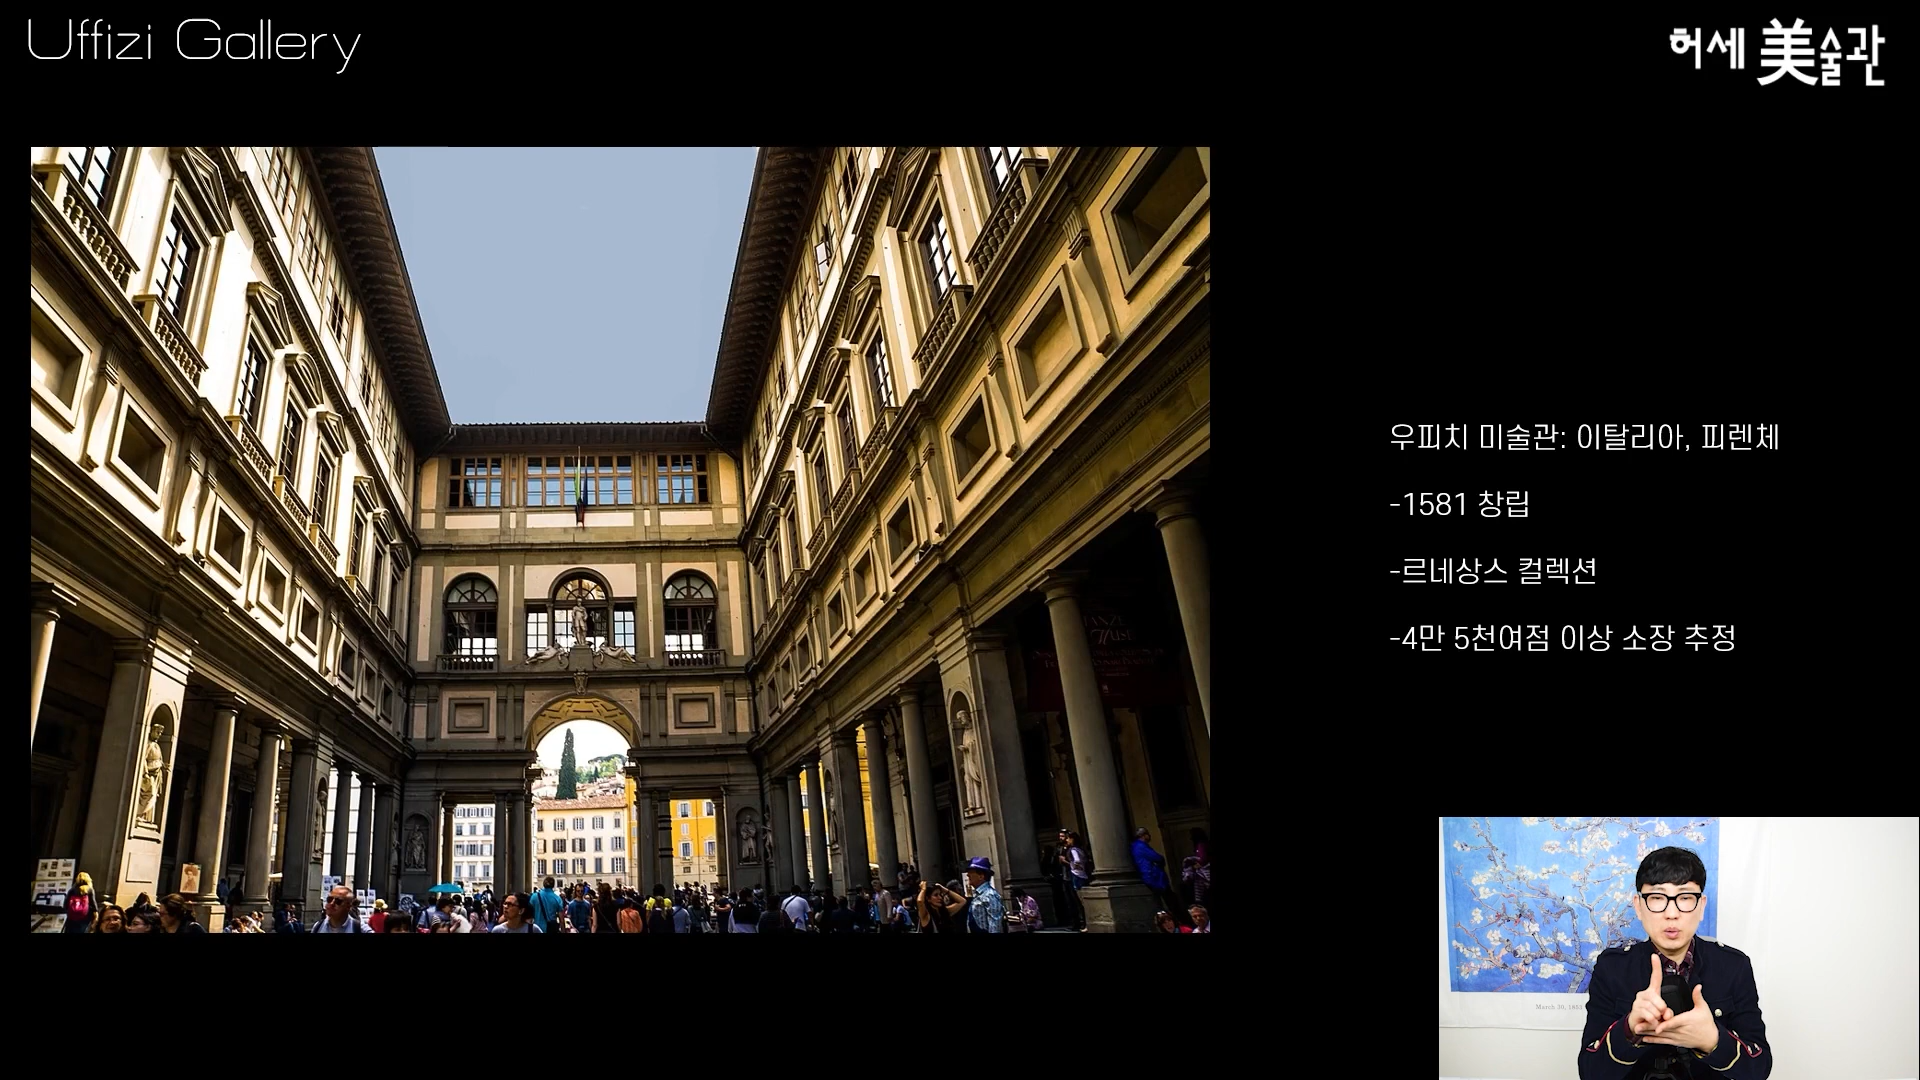 Uffizi Gallery
허세 美술관
우피치 미술관: 이탈리아, 피렌체
-1581 창립
-르네상스 컬렉션
-4만 5천여점 이상 소장 추정